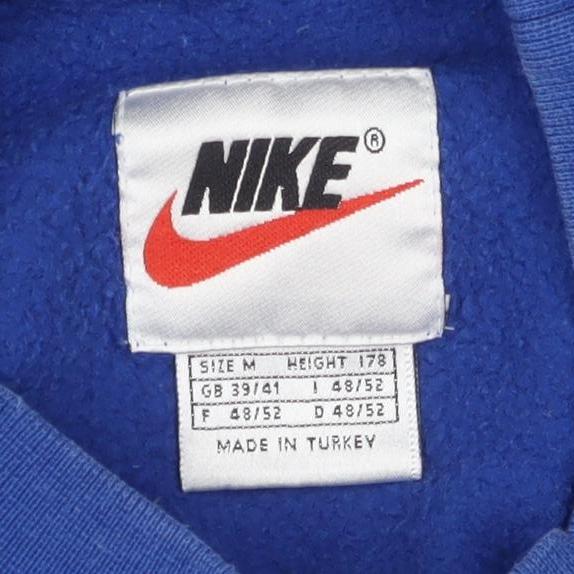 NIKE®
SIZE M HEIGHT 178
GB 39/41 I 48/52
F 48/52 D 48/52
MADE IN TURKEY